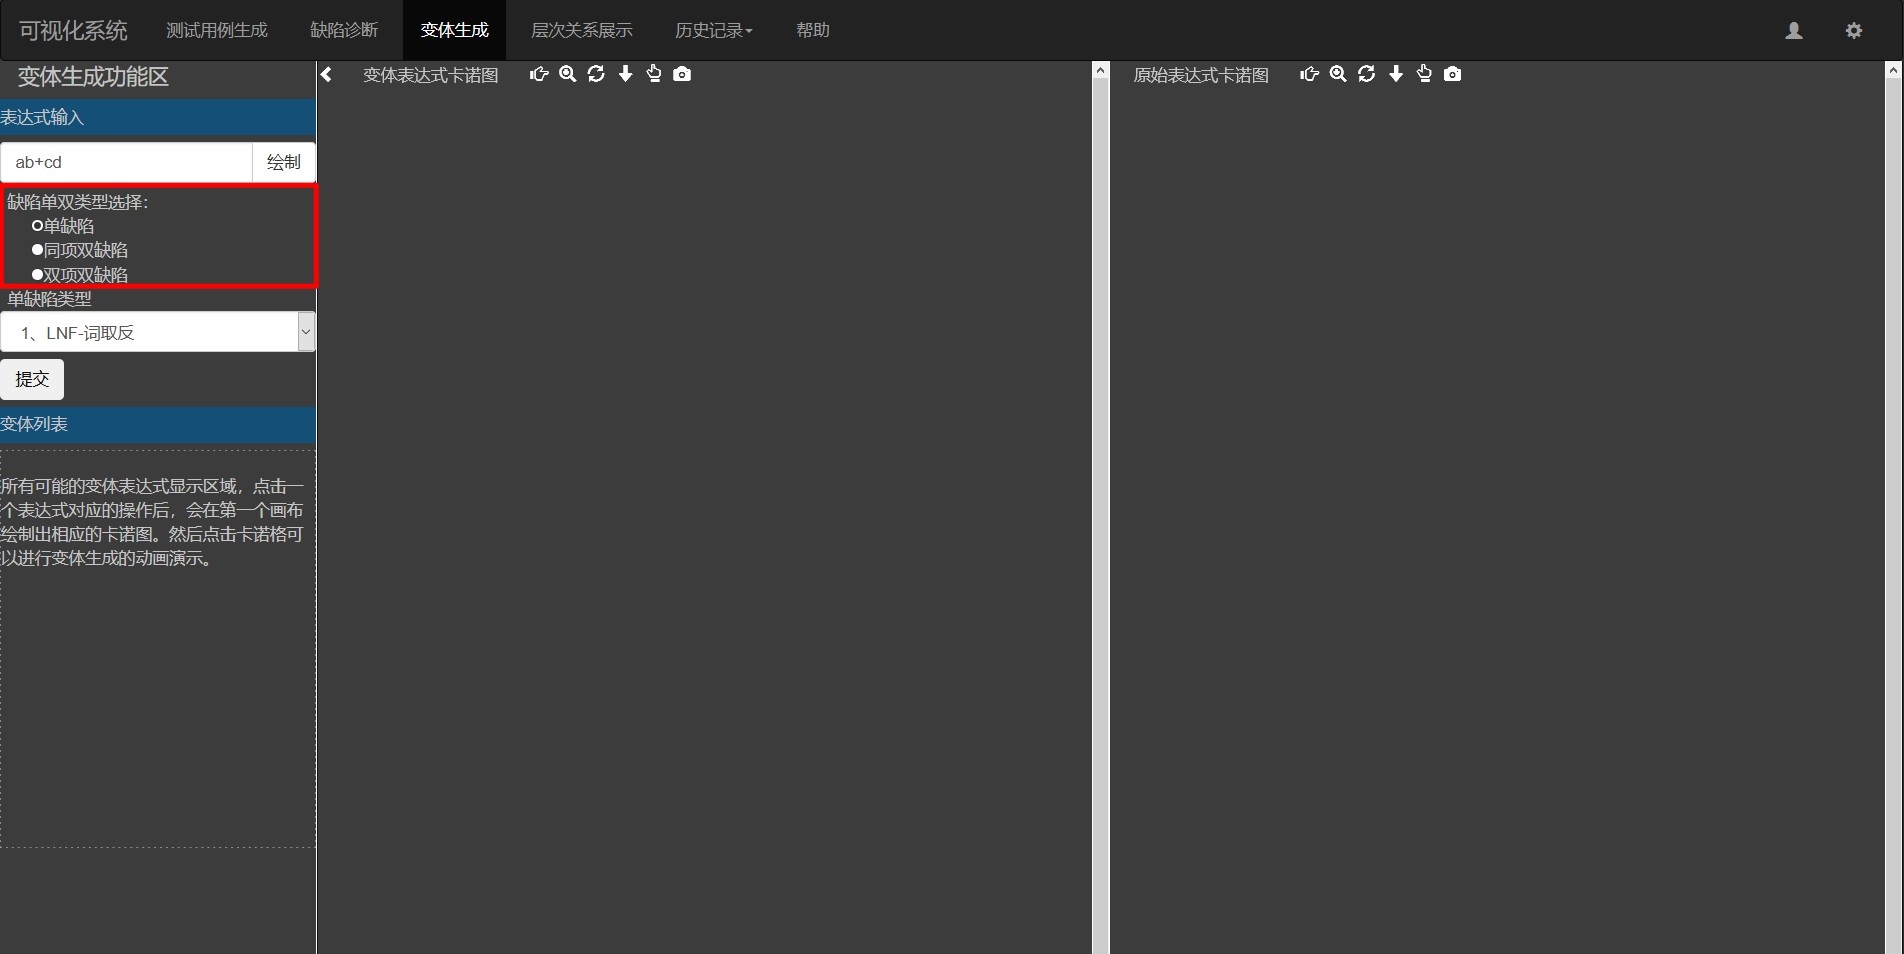 可视化系统 测试用例生成 缺陷诊断 变体生成 层次关系展示 历史记录 帮助
变体生成功能区
表达式输入
ab+cd 绘制
缺陷单双类型选择：
单缺陷
同项双缺陷
双项双缺陷
单缺陷类型
1、LNF-词取反
提交
变体列表
所有可能的变体表达式显示区域，点击一
个表达式对应的操作后，会在第一个画布
绘制出相应的卡诺图。然后点击卡诺格可
以进行变体生成的动画演示。
变体表达式卡诺图
原始表达式卡诺图